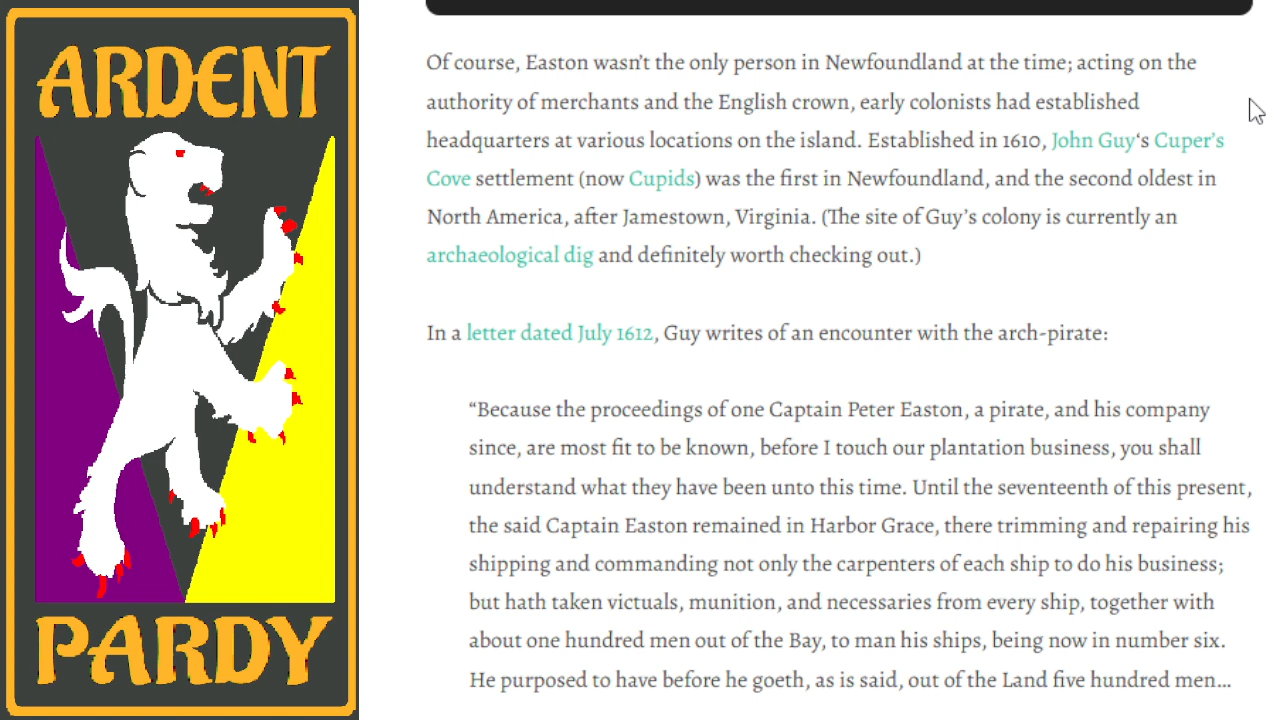 ARDENT
PARDY
Of course, Easton wasn't the only person in Newfoundland at the time; acting on the
authority of merchants and the English crown, early colonists had established
headquarters at various locations on the island. Established in 1610, John Guy‘s Cuper's
Cove settlement (now Cupids) was the first in Newfoundland, and the second oldest in
North America, after Jamestown, Virginia. (The site of Guy's colony is currently an
archaeological dig and definitely worth checking out.)
In a letter dated July 1612, Guy writes of an encounter with the arch-pirate:
“Because the proceedings of one Captain Peter Easton, a pirate, and his company
since, are most fit to be known, before I touch our plantation business, you shall
understand what they have been unto this time. Until the seventeenth of this present,
the said Captain Easton remained in Harbor Grace, there trimming and repairing his
shipping and commanding not only the carpenters of each ship to do his business;
but hath taken victuals, munition, and necessaries from every ship, together with
about one hundred men out of the Bay, to man his ships, being now in number six.
He purposed to have before he goeth, as is said, out of the Land five hundred men...